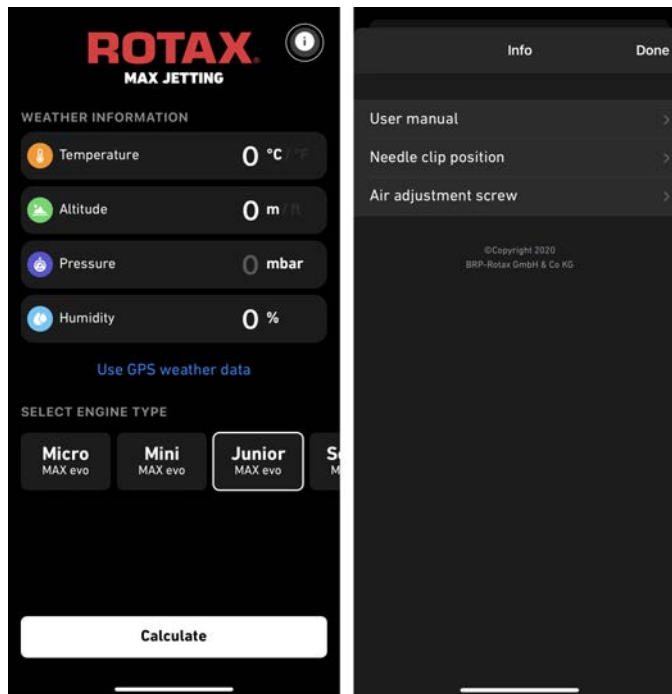 ROTAX
MAX JETTING
i
WEATHER INFORMATION
Temperature 0 °C / °F
Altitude 0 m / ft
Pressure 0 mbar
Humidity 0 %
Use GPS weather data
SELECT ENGINE TYPE
Micro
MAX evo
Mini
MAX evo
Junior
MAX evo
Calculate
Info Done
User manual
Needle clip position
Air adjustment screw
©Copyright 2020
BRP-Rotax GmbH & Co KG